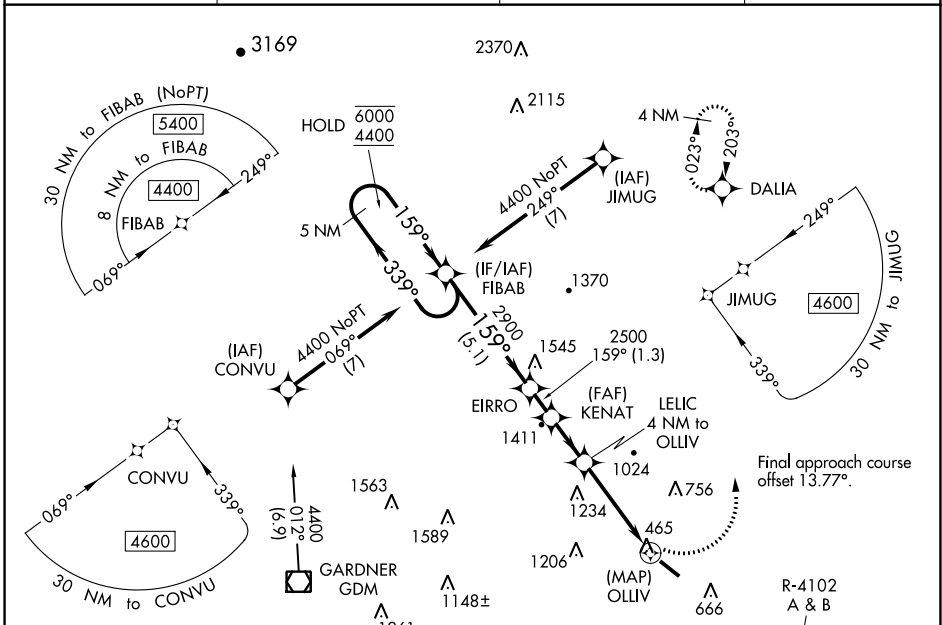 3169
2370
2115
30 NM to FIBAB (NoPT)
5400
8 NM to FIBAB
4400
FIBAB
249°
069°
HOLD 6000
4400
5 NM
159°
339°
4400 NoPT
249°
(7)
(IAF)
JIMUG
4 NM
023°
203°
DALIA
(IF/IAF)
FIBAB
1370
249°
JIMUG
4600
339°
30 NM to JIMUG
(IAF)
CONVU
4400 NoPT
069°
(7)
2900
159°
(5.1)
1545
2500
159° (1.3)
EIRRO
(FAF)
KENAT
1411
LELIC
4 NM to
OLLIV
1024
Final approach course
offset 13.77°.
CONVU
069°
339°
4600
30 NM to CONVU
4400
012°
(6.9)
GARDNER
GDM
1563
1589
1234
756
465
1206
(MAP)
OLLIV
1148±
666
R-4102
A & B